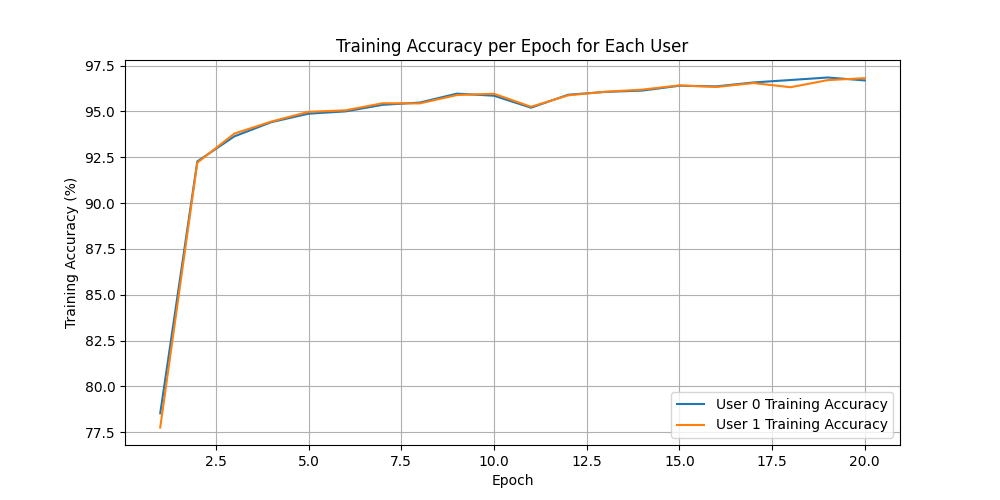 Training Accuracy per Epoch for Each User
Training Accuracy (%)
97.5
95.0
92.5
90.0
87.5
85.0
82.5
80.0
77.5
User 0 Training Accuracy
User 1 Training Accuracy
2.5 5.0 7.5 10.0 12.5 15.0 17.5 20.0
Epoch